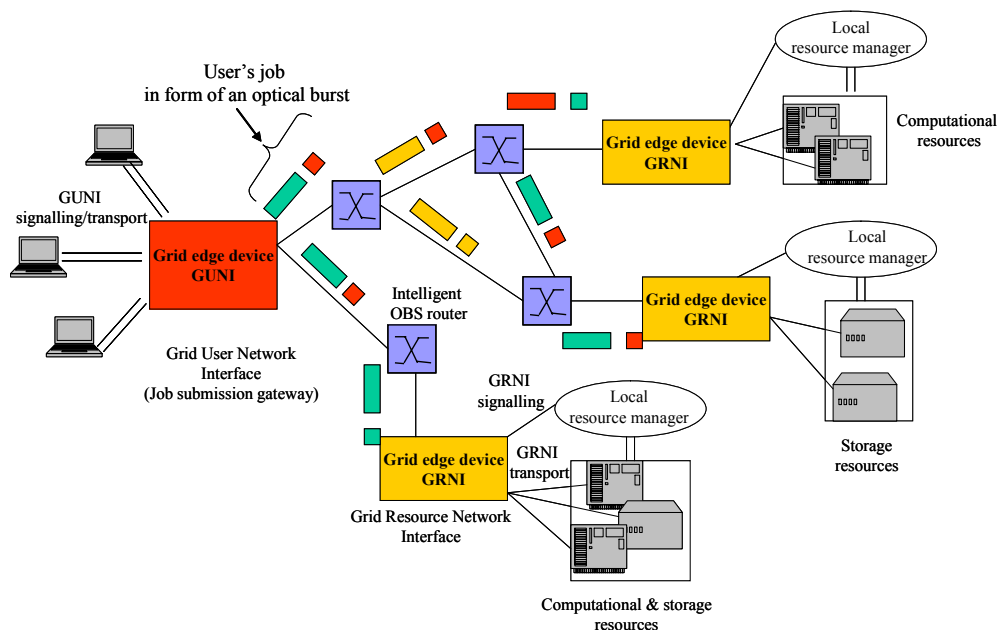 User's job
in form of an optical burst
Local
resource manager
Computational
resources
Grid edge device
GRNI
GUNI
signalling/transport
Grid edge device
GUNI
Local
resource manager
Grid edge device
GRNI
Intelligent
OBS router
Grid User Network
Interface
(Job submission gateway)
GRNI
signalling
Local
resource manager
Storage
resources
Grid edge device
GRNI
GRNI
transport
Grid Resource Network
Interface
Computational & storage
resources